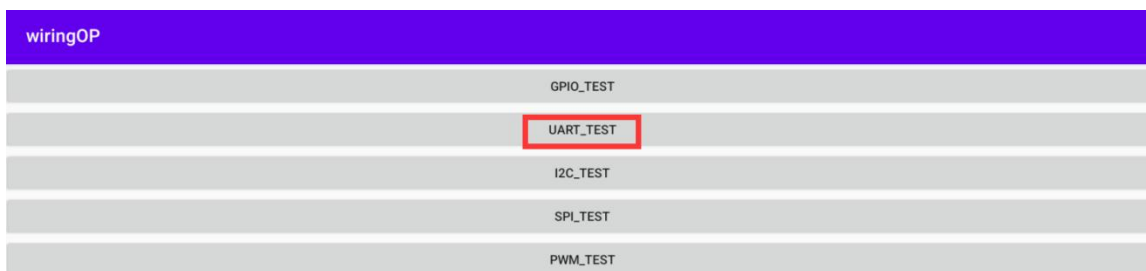 wiringOP
GPIO_TEST
UART_TEST
I2C_TEST
SPI_TEST
PWM_TEST